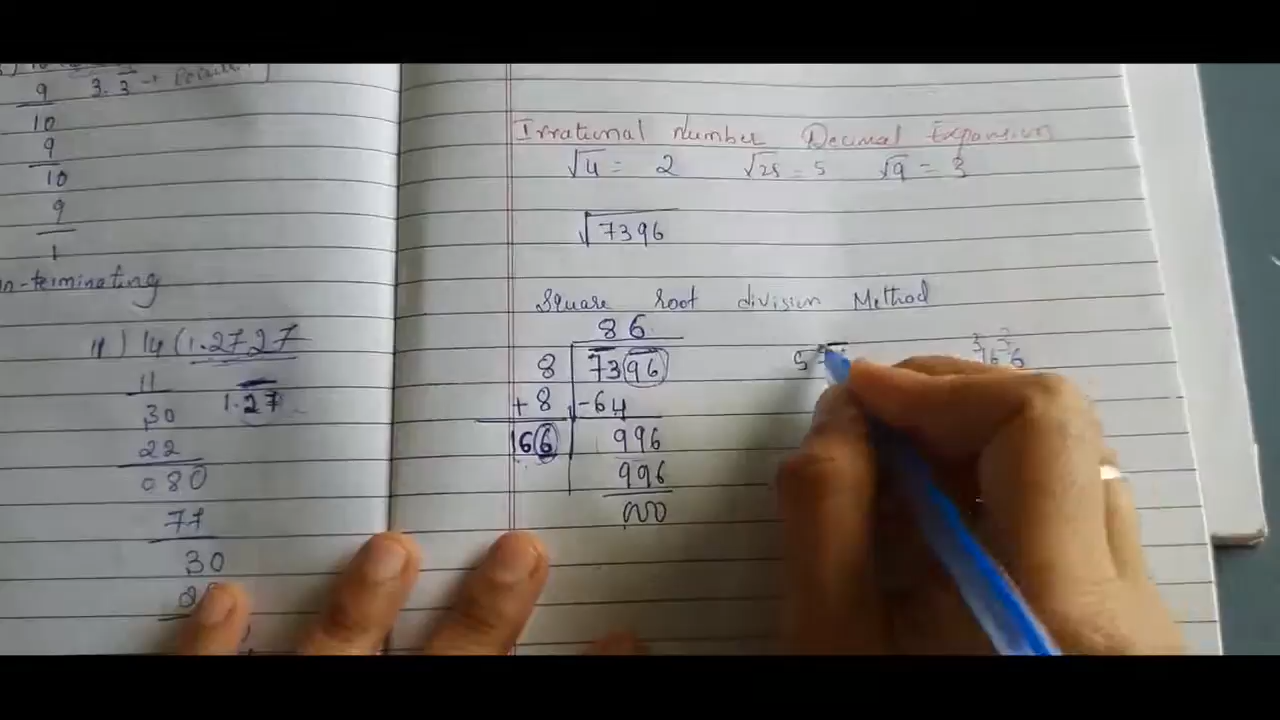 9 3.3 →
10
9
10
9
1
n-terminating
11 ) 14 ( 1.2727
11
30 1.27
22
080
77
30
Irrational number Decimal Expansion
√4 = 2 √25 = 5 √9 = 3
√7396
Square root division Method
86
8 7396
+ 8 -64
166 996
996
000